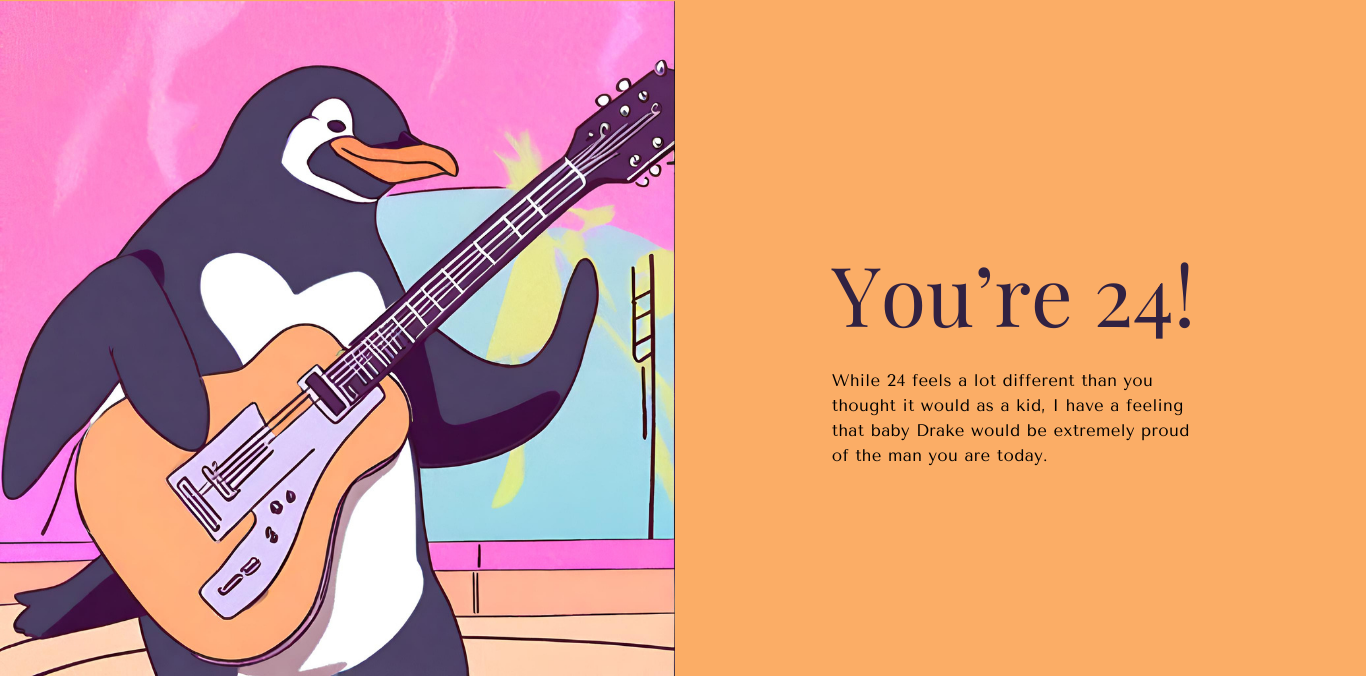 You’re 24!
While 24 feels a lot different than you
thought it would as a kid, I have a feeling
that baby Drake would be extremely proud
of the man you are today.